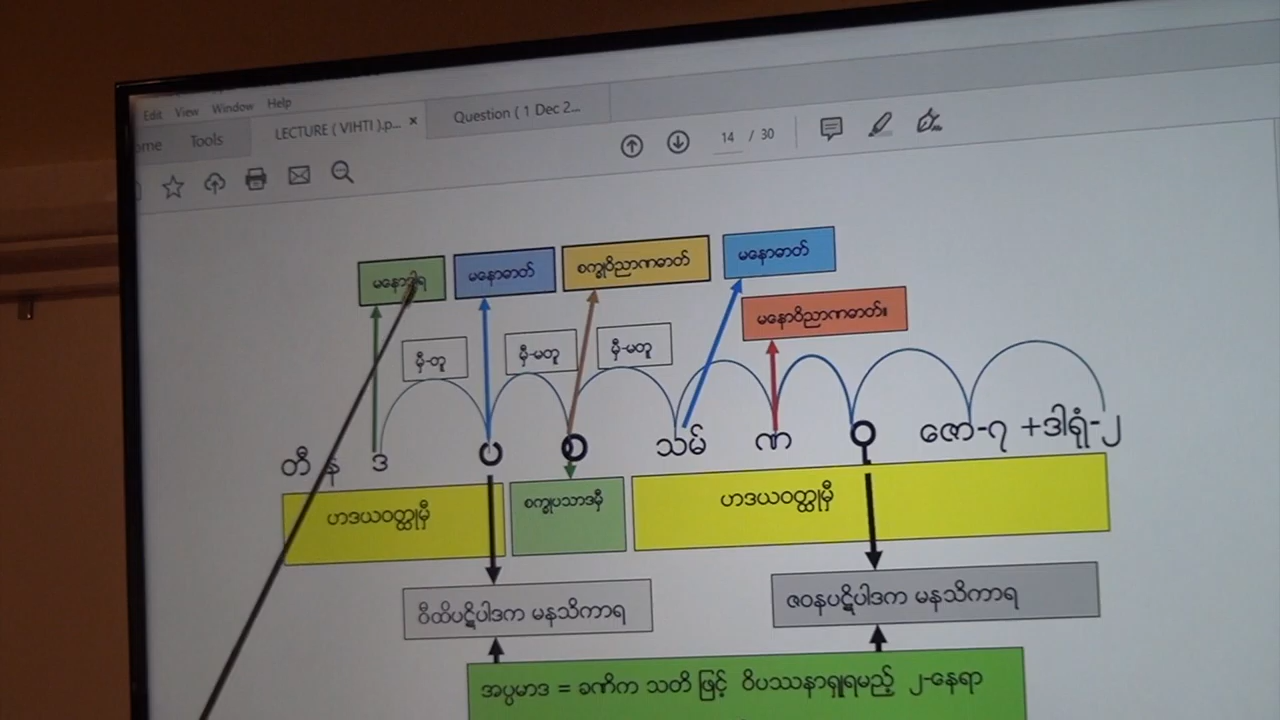 Edit View Window Help
ome Tools LECTURE ( VIHTI ).p... × Question ( 1 Dec 2...
14 / 30
မနောဒွါရ မနောဓာတ် စက္ခုဝိညာဏဓာတ် မနောဓာတ်
မနောဝိညာဏဓာတ်။
မှီ-တူ မှီ-မတူ မှီ-မတူ
တီ န ဒ ပ စ သမ် ဏ ဝု ဇော-၇ +ဒါရုံ-၂
ဟဒယဝတ္ထုမှီ စက္ခုပသာဒမှီ ဟဒယဝတ္ထုမှီ
ဝီထိပဋိပါဒက မနသိကာရ ဇဝနပဋိပါဒက မနသိကာရ
အပ္ပမာဒ = ခဏိက သတိ ဖြင့် ဝိပဿနာရှုရမည့် ၂-နေရာ